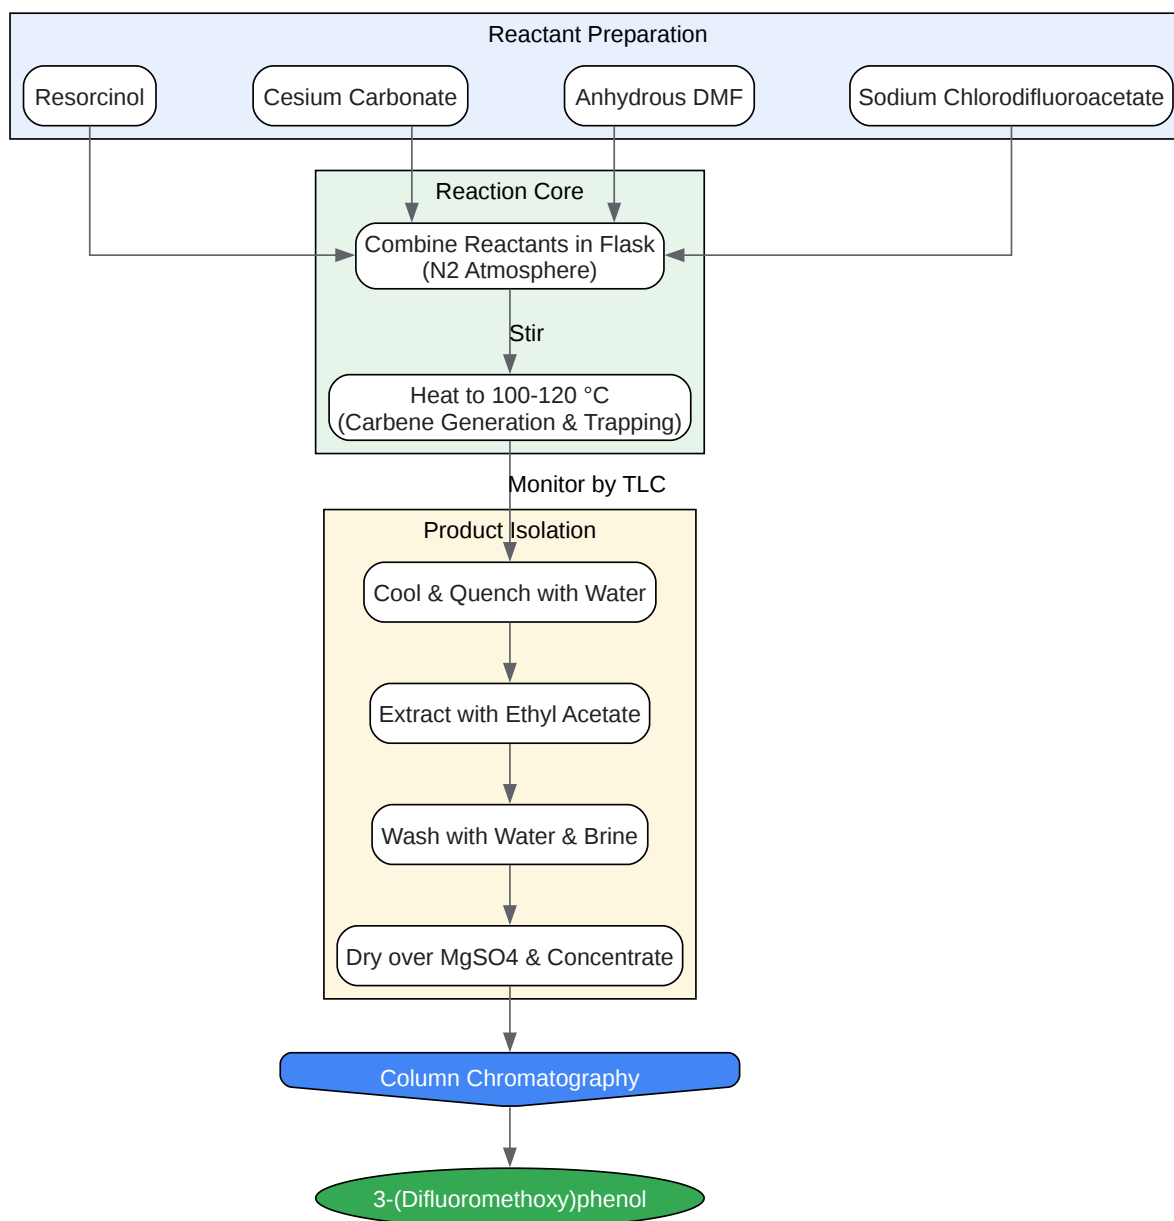 Reactant Preparation
Resorcinol
Cesium Carbonate
Anhydrous DMF
Sodium Chlorodifluoroacetate
Reaction Core
Combine Reactants in Flask
(N2 Atmosphere)
Stir
Heat to 100-120 °C
(Carbene Generation & Trapping)
Monitor by TLC
Product Isolation
Cool & Quench with Water
Extract with Ethyl Acetate
Wash with Water & Brine
Dry over MgSO4 & Concentrate
Column Chromatography
3-(Difluoromethoxy)phenol